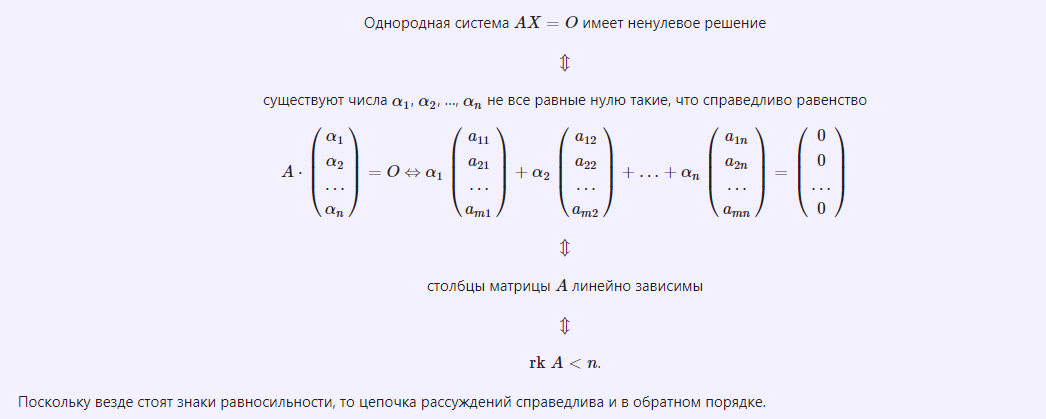 Однородная система AX = O имеет ненулевое решение
⇕
существуют числа α₁, α₂, ..., αₙ не все равные нулю такие, что справедливо равенство
A · (α₁ α₂ … αₙ) = O ⇔ α₁ (a₁₁ a₂₁ … aₘ₁) + α₂ (a₁₂ a₂₂ … aₘ₂) + … + αₙ (a₁ₙ a₂ₙ … aₘₙ) = (0 0 … 0)
⇕
столбцы матрицы A линейно зависимы
⇕
rk A < n.
Поскольку везде стоят знаки равносильности, то цепочка рассуждений справедлива и в обратном порядке.